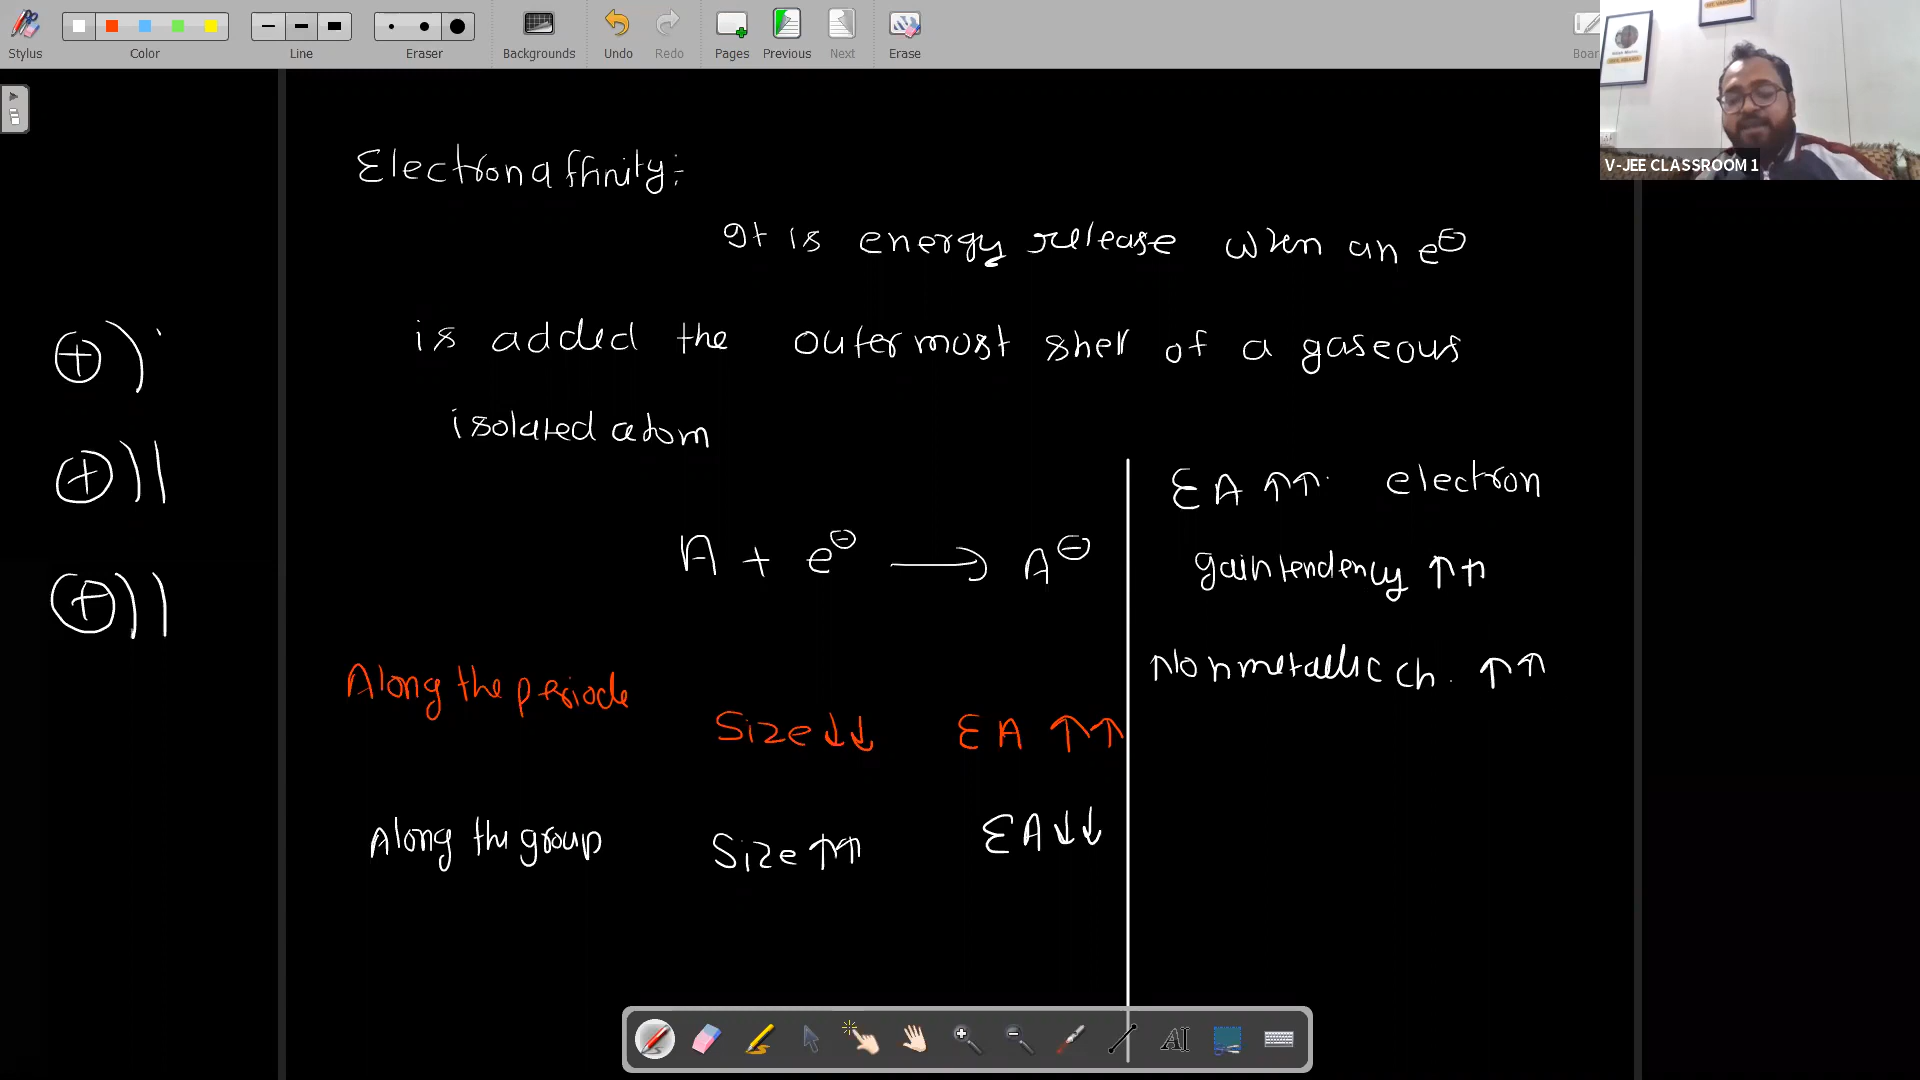 Stylus
Color
Line
Eraser
Backgrounds
Undo
Redo
Pages
Previous
Next
Erase
V-JEE CLASSROOM 1
Electron affinity:
It is energy release when an e⊖
is added the outermost shell of a gaseous
isolated atom
A + e⊖ → A⊖
Along the periode
Size ↓↓ EA ↑↑
Along the group Size ↑↑ EA ↓↓
EA ↑↑ electron
gain tendency ↑↑
Nonmetallic ch. ↑↑
⊕)
⊕))
⊕))
AI